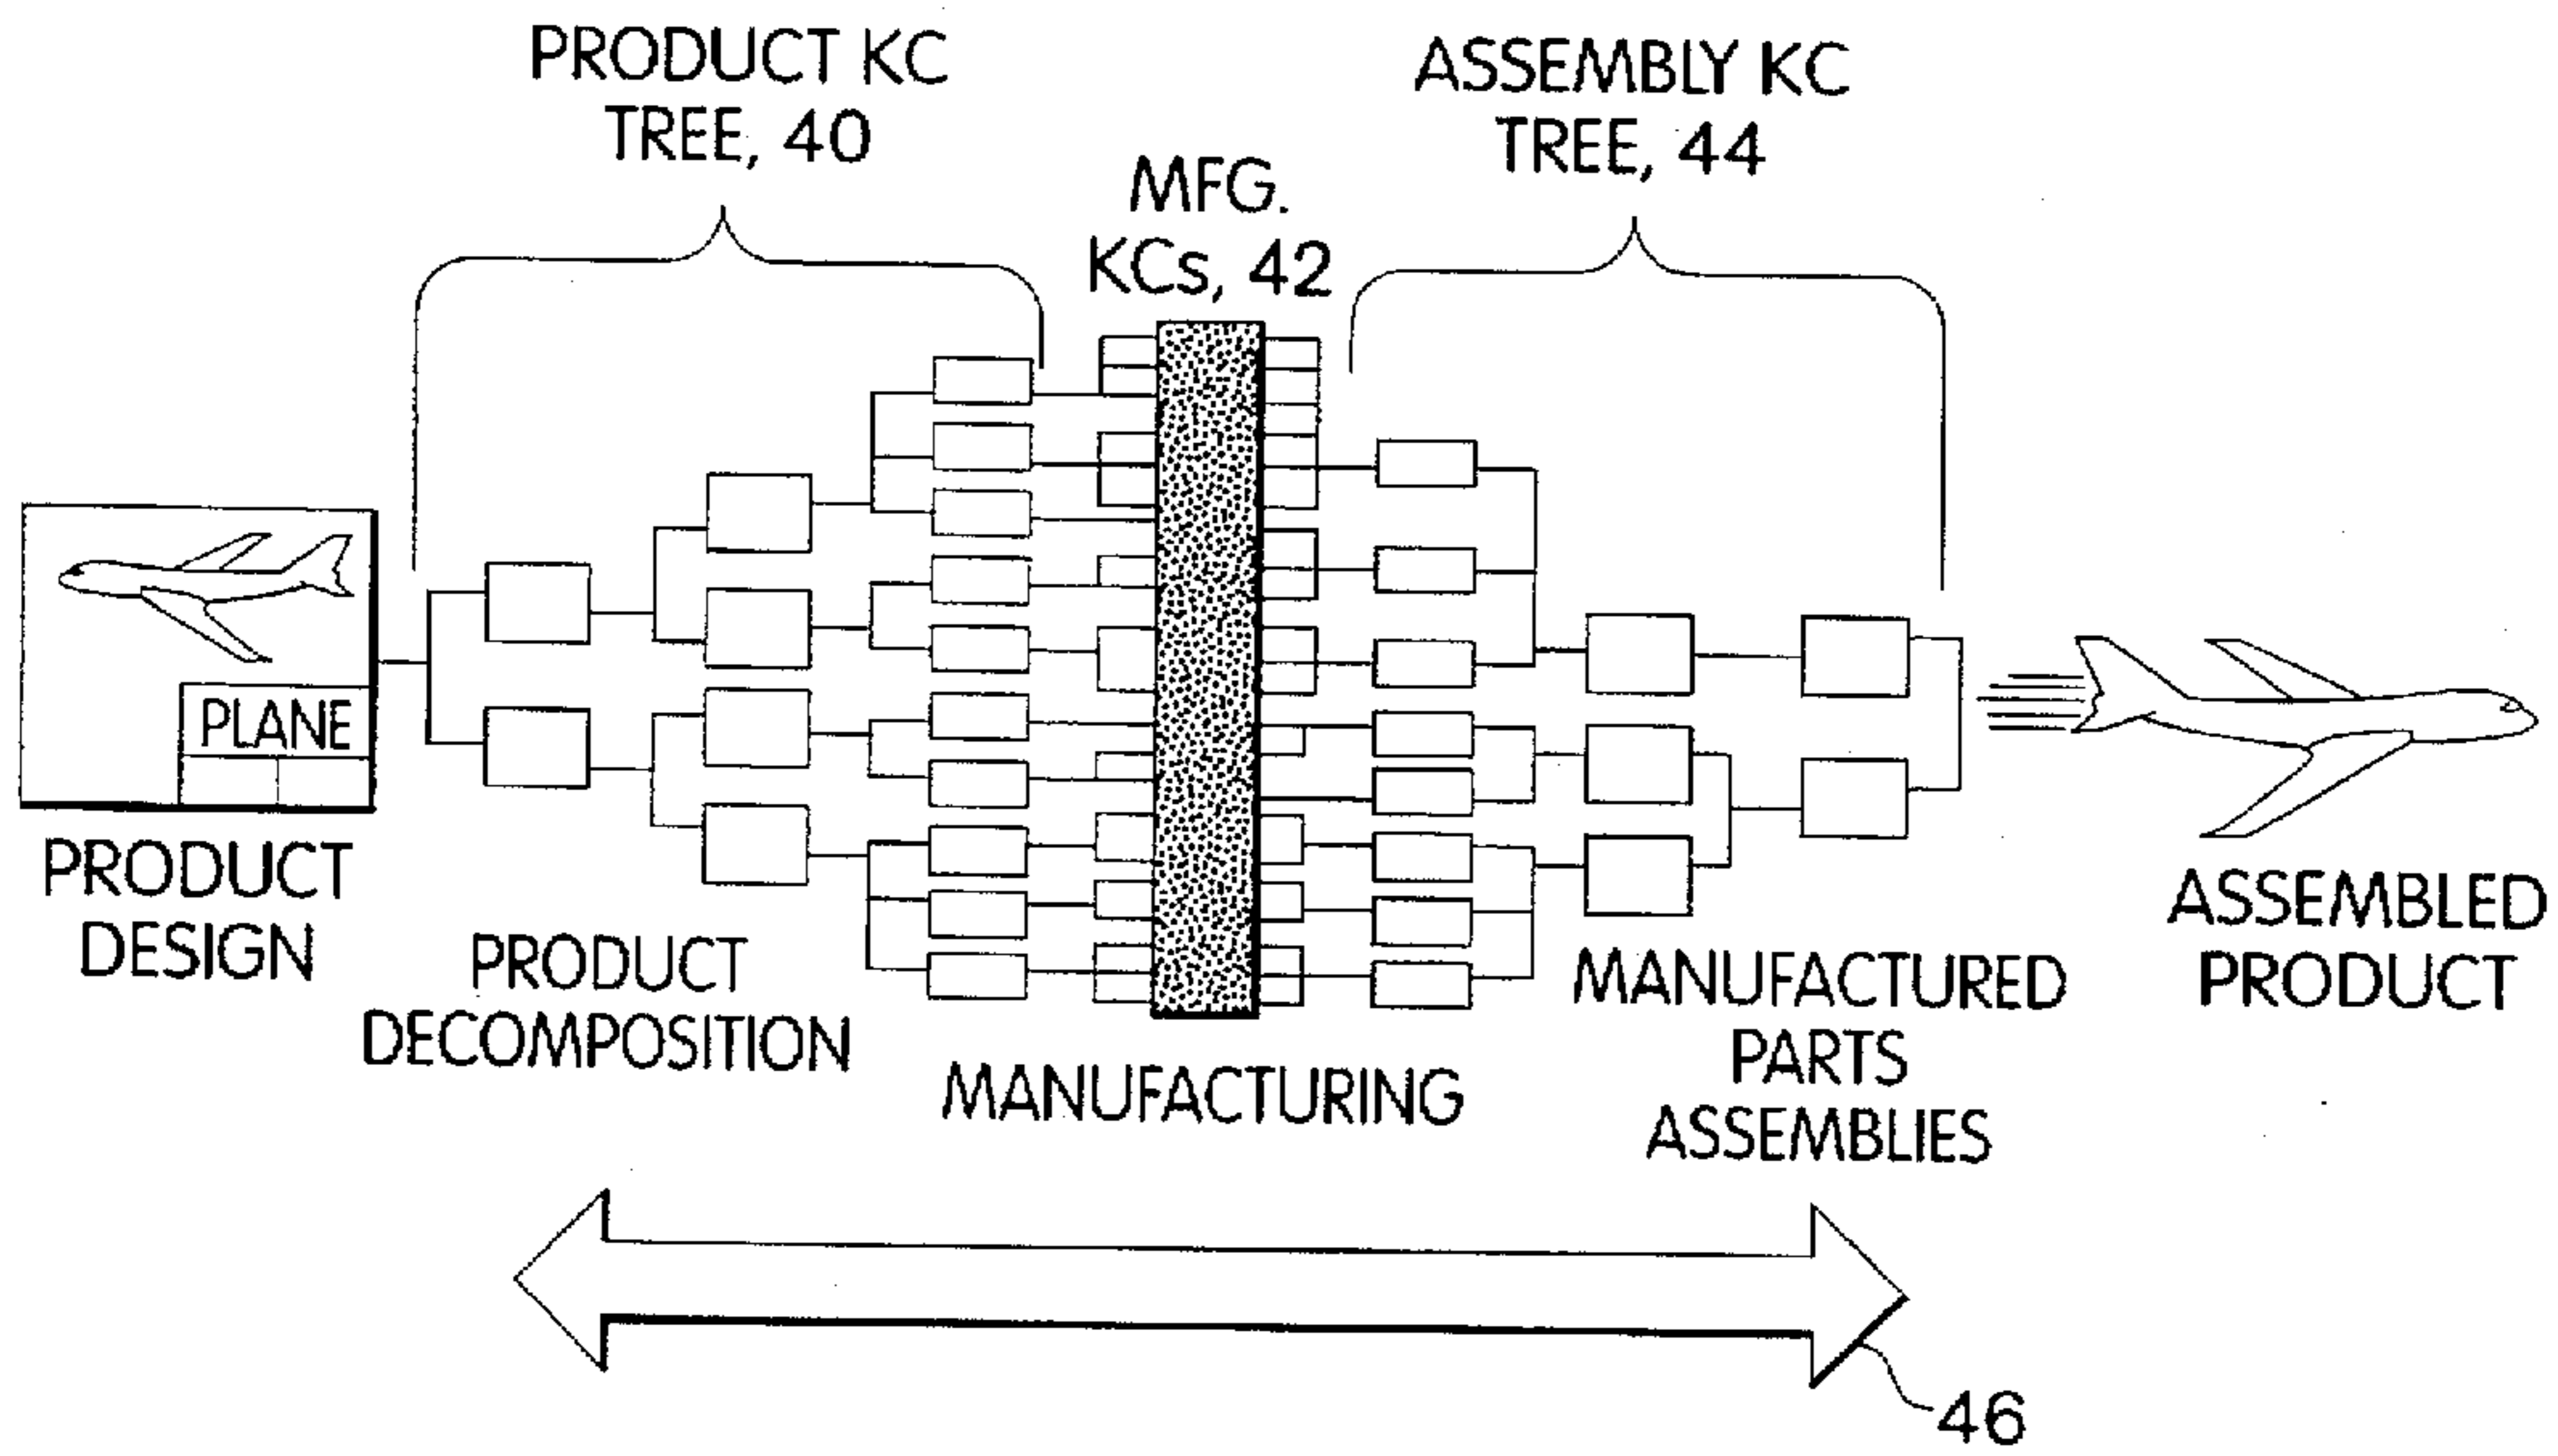 PRODUCT KC
TREE, 40
ASSEMBLY KC
TREE, 44
MFG.
KCs, 42
PLANE
PRODUCT
DESIGN
PRODUCT
DECOMPOSITION
MANUFACTURING
MANUFACTURED
PARTS
ASSEMBLIES
ASSEMBLED
PRODUCT
46